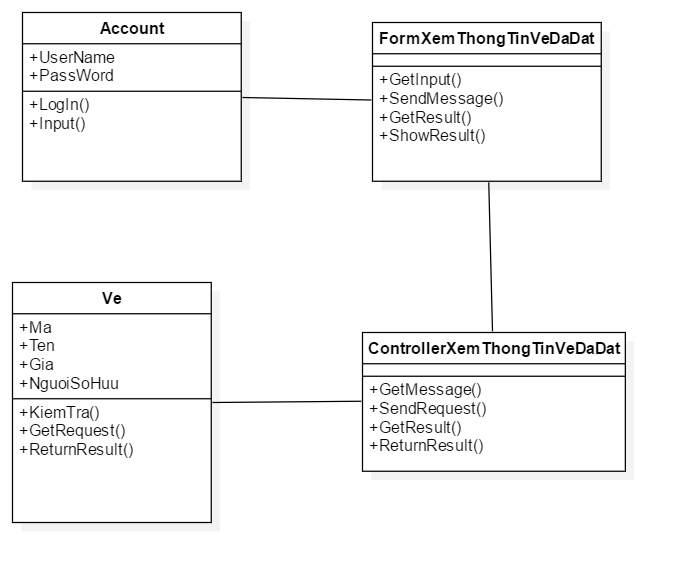 Account
+UserName
+PassWord
+LogIn()
+Input()
FormXemThongTinVeDaDat
+GetInput()
+SendMessage()
+GetResult()
+ShowResult()
Ve
+Ma
+Ten
+Gia
+NguoiSoHuu
+KiemTra()
+GetRequest()
+ReturnResult()
ControllerXemThongTinVeDaDat
+GetMessage()
+SendRequest()
+GetResult()
+ReturnResult()